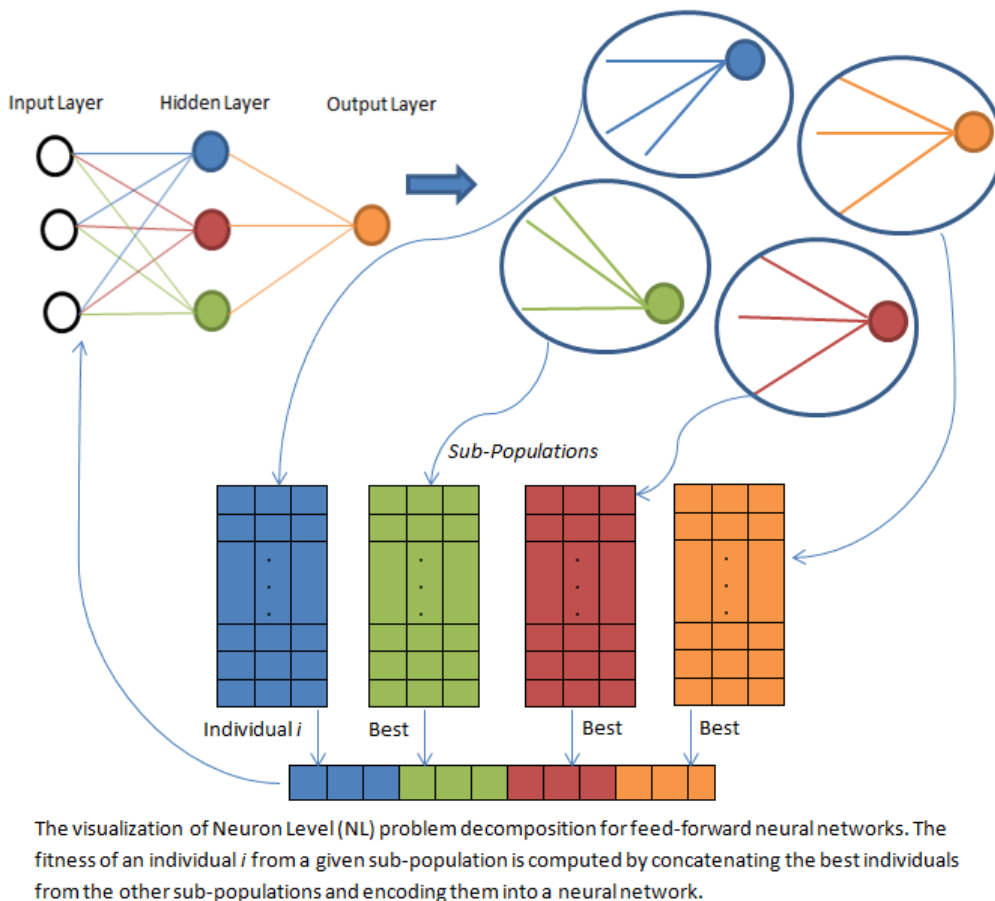 Input Layer
Hidden Layer
Output Layer
Sub-Populations
Individual i
Best
Best
Best
The visualization of Neuron Level (NL) problem decomposition for feed-forward neural networks. The
fitness of an individual i from a given sub-population is computed by concatenating the best individuals
from the other sub-populations and encoding them into a neural network.